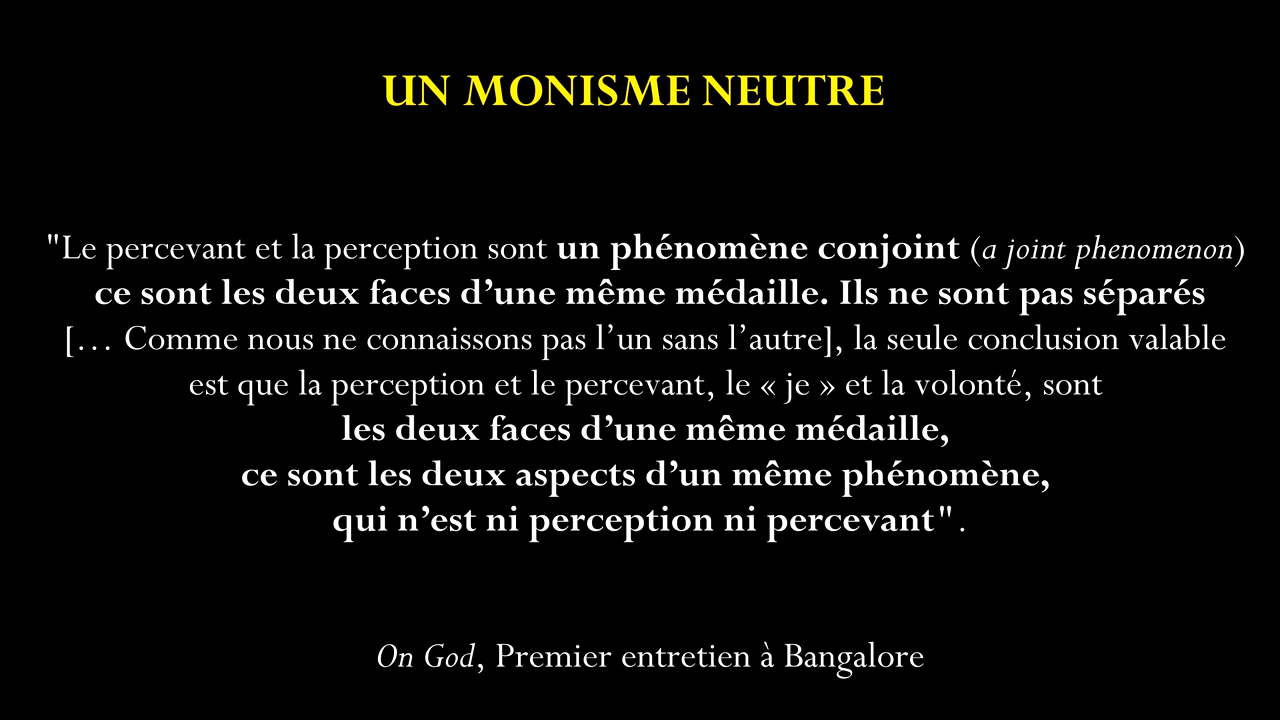 UN MONISME NEUTRE
"Le percevant et la perception sont un phénomène conjoint (a joint phenomenon)
ce sont les deux faces d’une même médaille. Ils ne sont pas séparés
[… Comme nous ne connaissons pas l’un sans l’autre], la seule conclusion valable
est que la perception et le percevant, le « je » et la volonté, sont
les deux faces d’une même médaille,
ce sont les deux aspects d’un même phénomène,
qui n’est ni perception ni percevant".
On God, Premier entretien à Bangalore